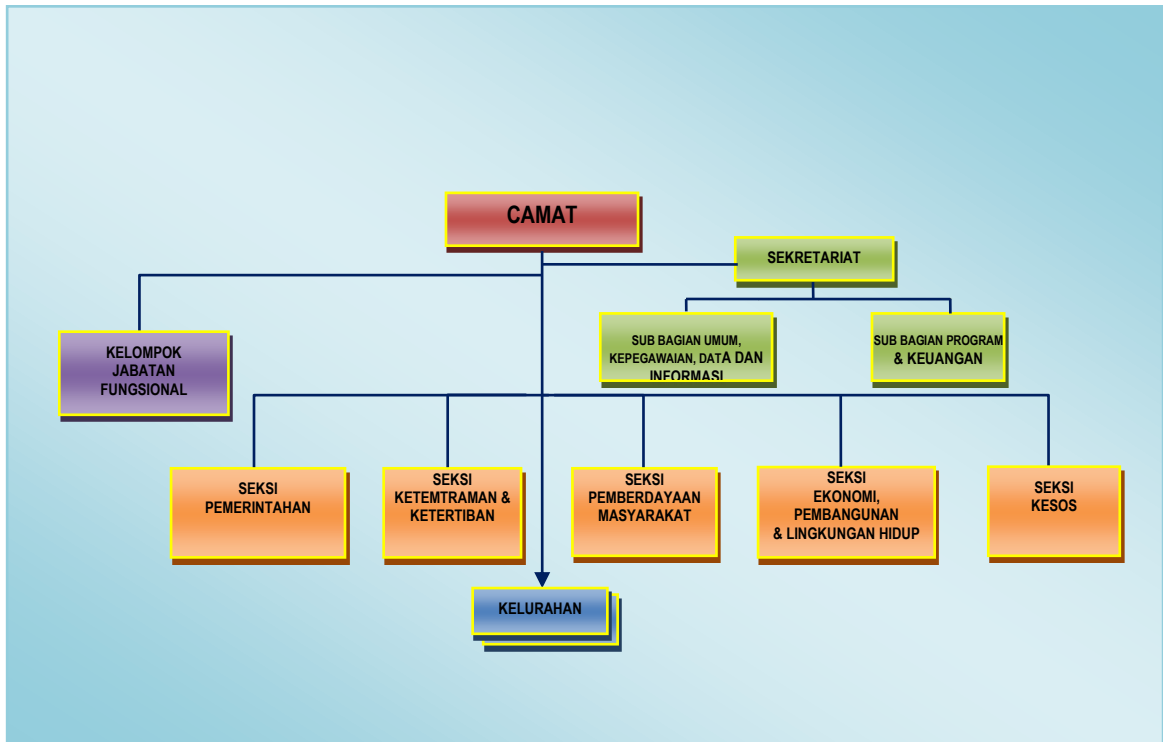 CAMAT
SEKRETARIAT
KELOMPOK
JABATAN
FUNGSIONAL
SUB BAGIAN UMUM,
KEPEGAWAIAN, DATA DAN
INFORMASI
SUB BAGIAN PROGRAM
& KEUANGAN
SEKSI
PEMERINTAHAN
SEKSI
KETEMTRAMAN &
KETERTIBAN
SEKSI
PEMBERDAYAAN
MASYARAKAT
SEKSI
EKONOMI,
PEMBANGUNAN
& LINGKUNGAN HIDUP
SEKSI
KESOS
KELURAHAN